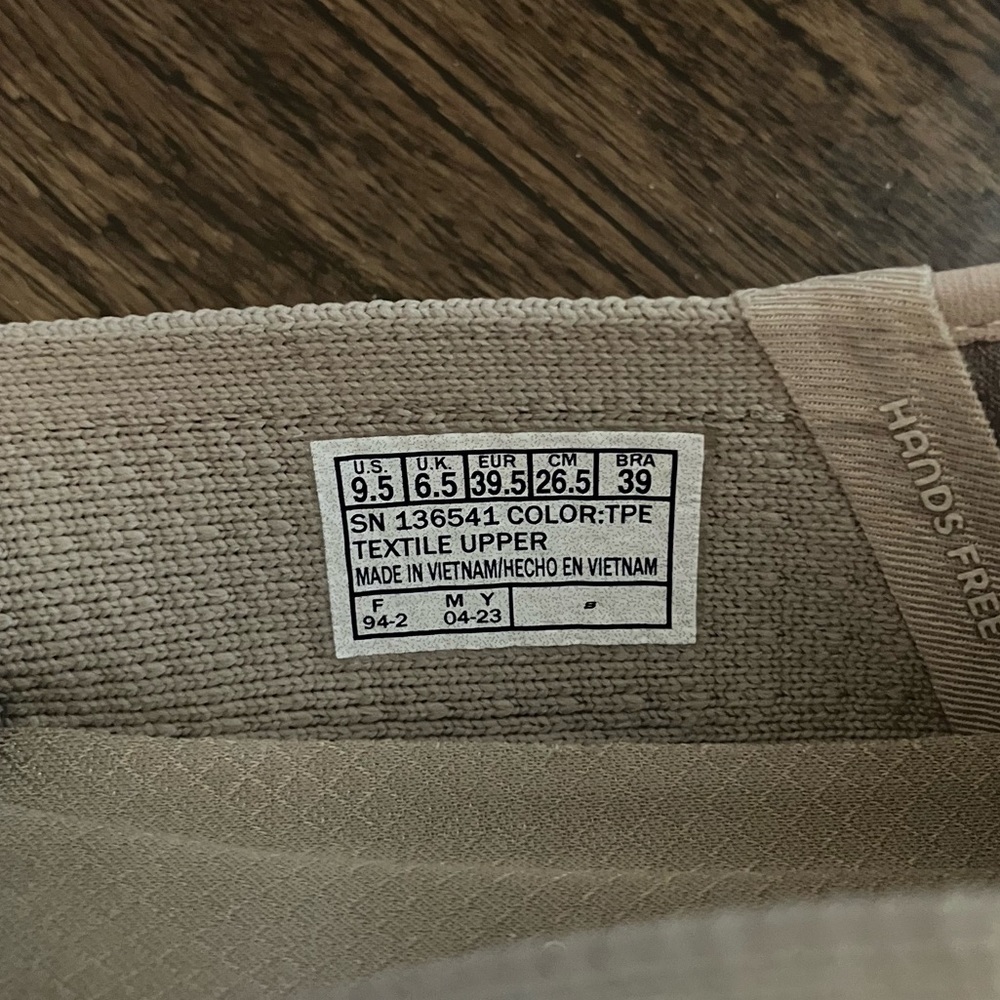 U.S. U.K. EUR CM BRA
9.5 6.5 39.5 26.5 39
SN 136541 COLOR:TPE
TEXTILE UPPER
MADE IN VIETNAM/HECHO EN VIETNAM
F M Y
94-2 04-23
HANDS FREE